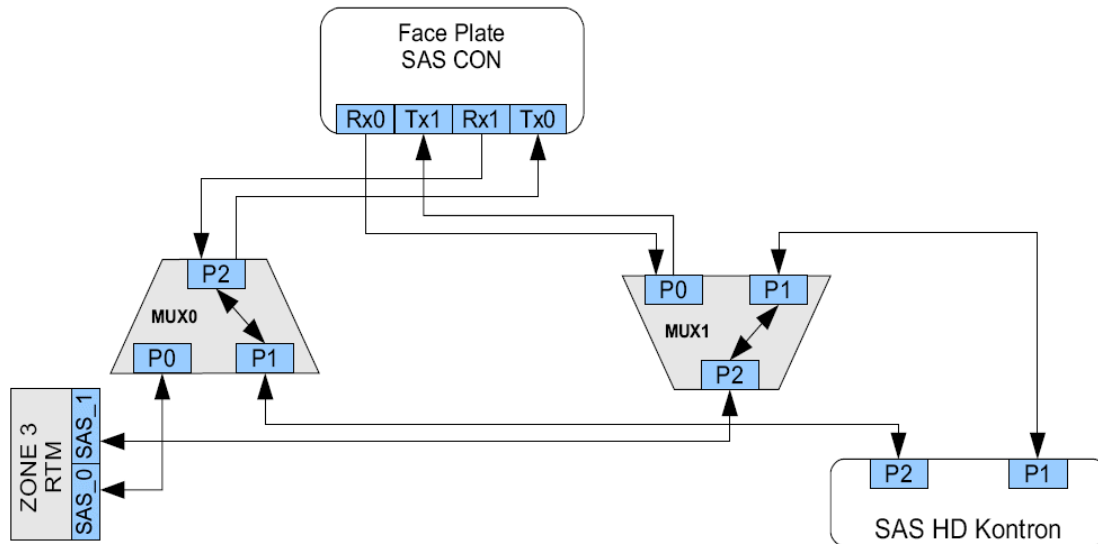 Face Plate
SAS CON
Rx0 Tx1 Rx1 Tx0
P2
MUX0
P0 P1
P0 P1
MUX1
P2
ZONE 3
RTM
SAS_1
SAS_0
P2 P1
SAS HD Kontron